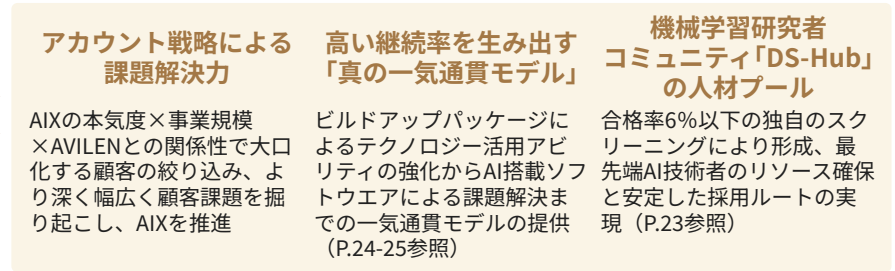 アカウント戦略による
課題解決力
AIXの本気度×事業規模
×AVILENとの関係性で大口
化する顧客の絞り込み、よ
り深く幅広く顧客課題を掘
り起こし、AIXを推進
高い継続率を生み出す
「真の一気通貫モデル」
ビルドアップパッケージに
よるテクノロジー活用アビ
リティの強化からAI搭載ソフ
トウエアによる課題解決ま
での一気通貫モデルの提供
（P.24-25参照）
機械学習研究者
コミュニティ「DS-Hub」
の人材プール
合格率6%以下の独自のスク
リーニングにより形成、最
先端AI技術者のリソース確保
と安定した採用ルートの実
現（P.23参照）